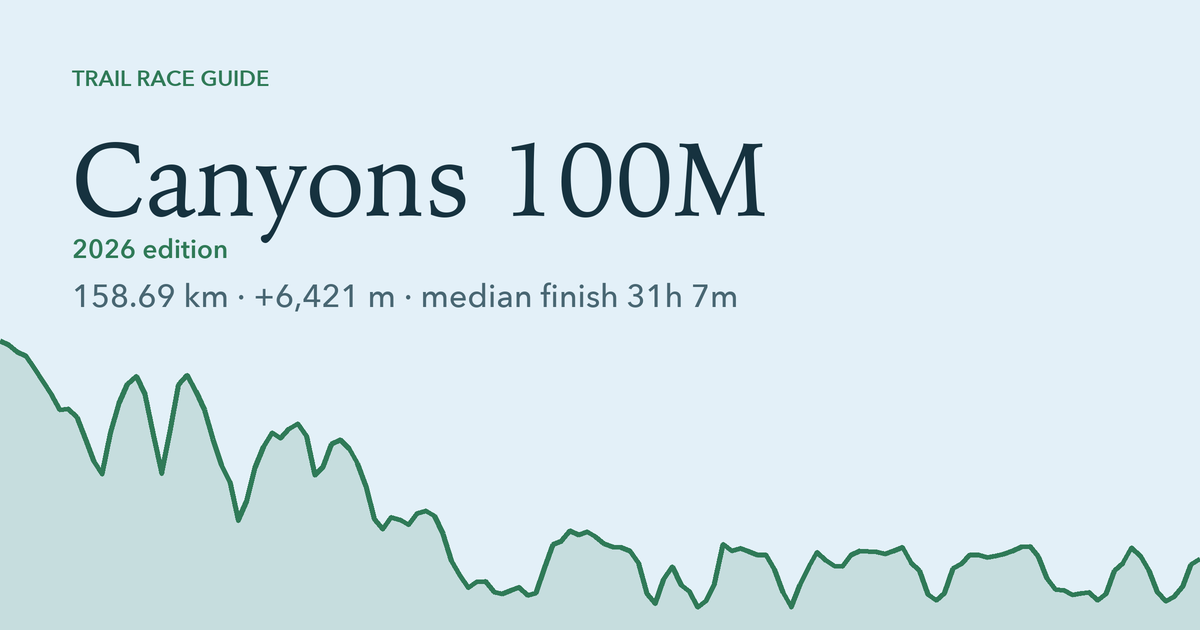 TRAIL RACE GUIDE
Canyons 100M
2026 edition
158.69 km · +6,421 m · median finish 31h 7m